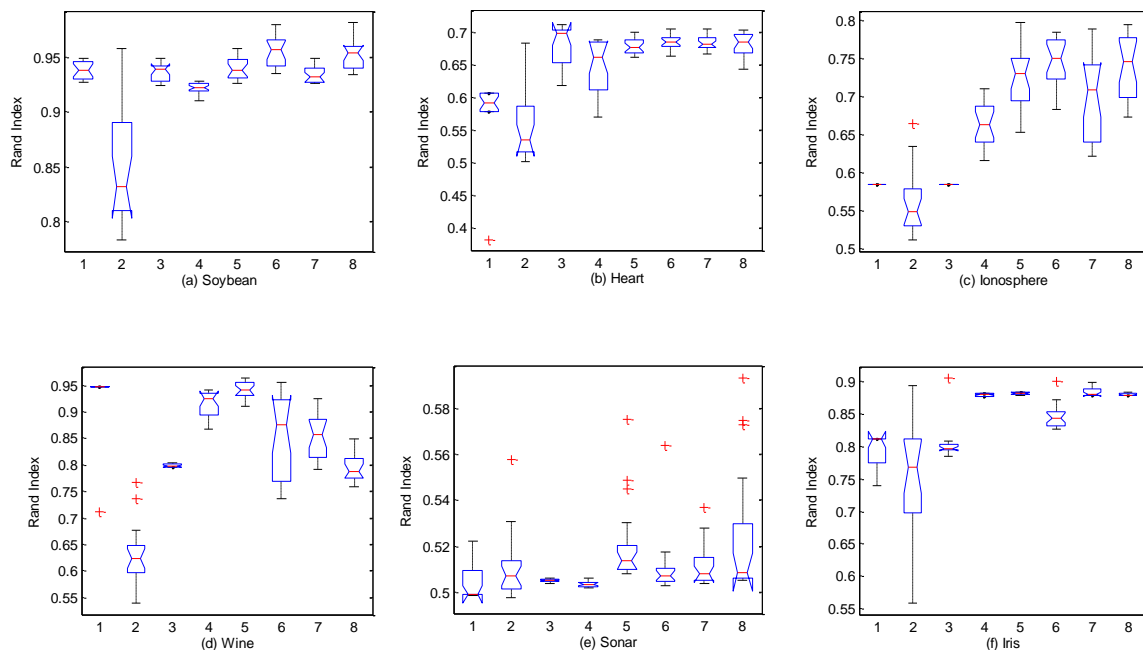 0.95
0.9
0.85
0.8
Rand Index
1 2 3 4 5 6 7 8
(a) Soybean
0.7
0.6
0.55
0.5
0.4
Rand Index
1 2 3 4 5 6 7 8
(b) Heart
0.8
0.75
0.7
0.65
0.6
0.55
0.5
Rand Index
1 2 3 4 5 6 7 8
(c) Ionosphere
0.95
0.9
0.85
0.8
0.75
0.7
0.65
0.6
0.55
Rand Index
1 2 3 4 5 6 7 8
(d) Wine
0.58
0.56
0.54
0.52
0.5
Rand Index
1 2 3 4 5 6 7 8
(e) Sonar
0.9
0.85
0.8
0.75
0.7
0.65
0.6
0.55
Rand Index
1 2 3 4 5 6 7 8
(f) Iris